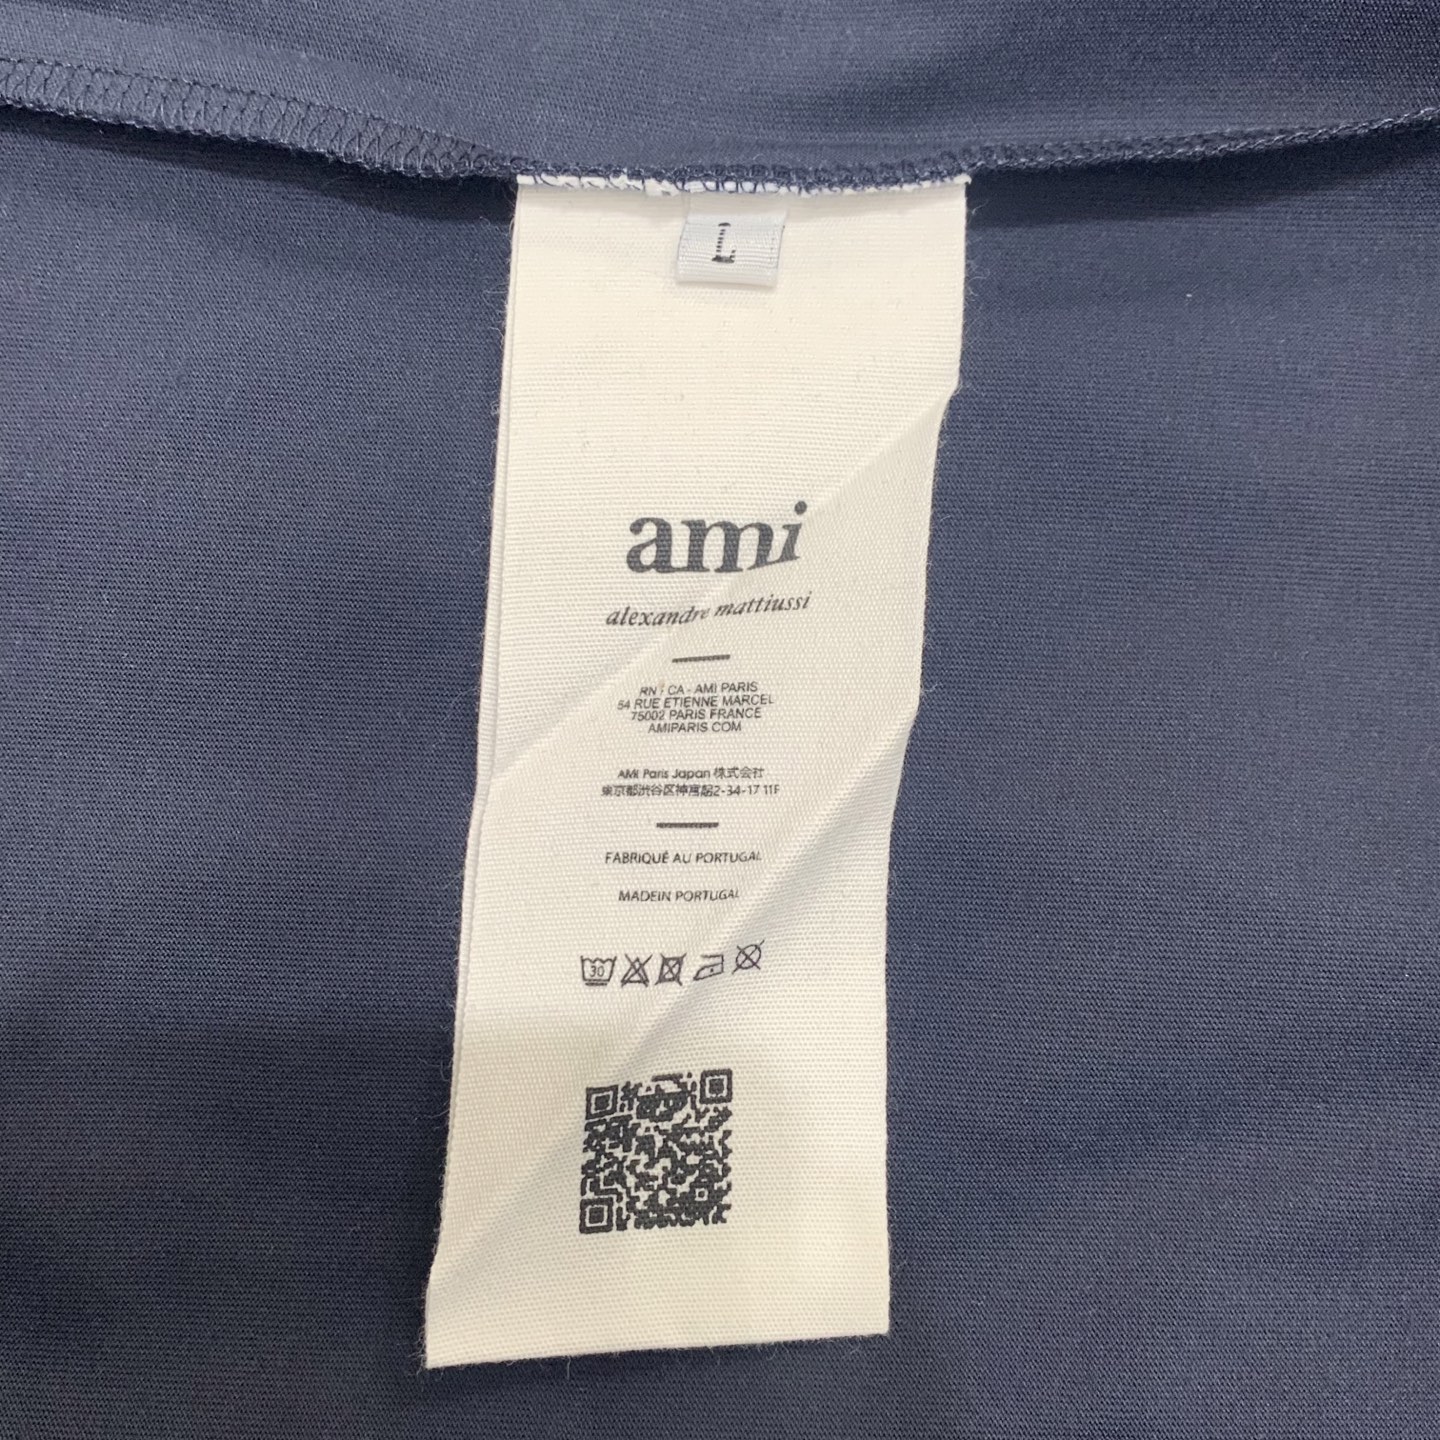 L
ami
alexandre mattiussi
RN / CA - AMI PARIS
54 RUE ETIENNE MARCEL
75002 PARIS FRANCE
AMIPARIS.COM
AMI Paris Japan 株式会社
東京都渋谷区神宮前2-34-17 11F
FABRIQUÉ AU PORTUGAL
MADEIN PORTUGAL
30